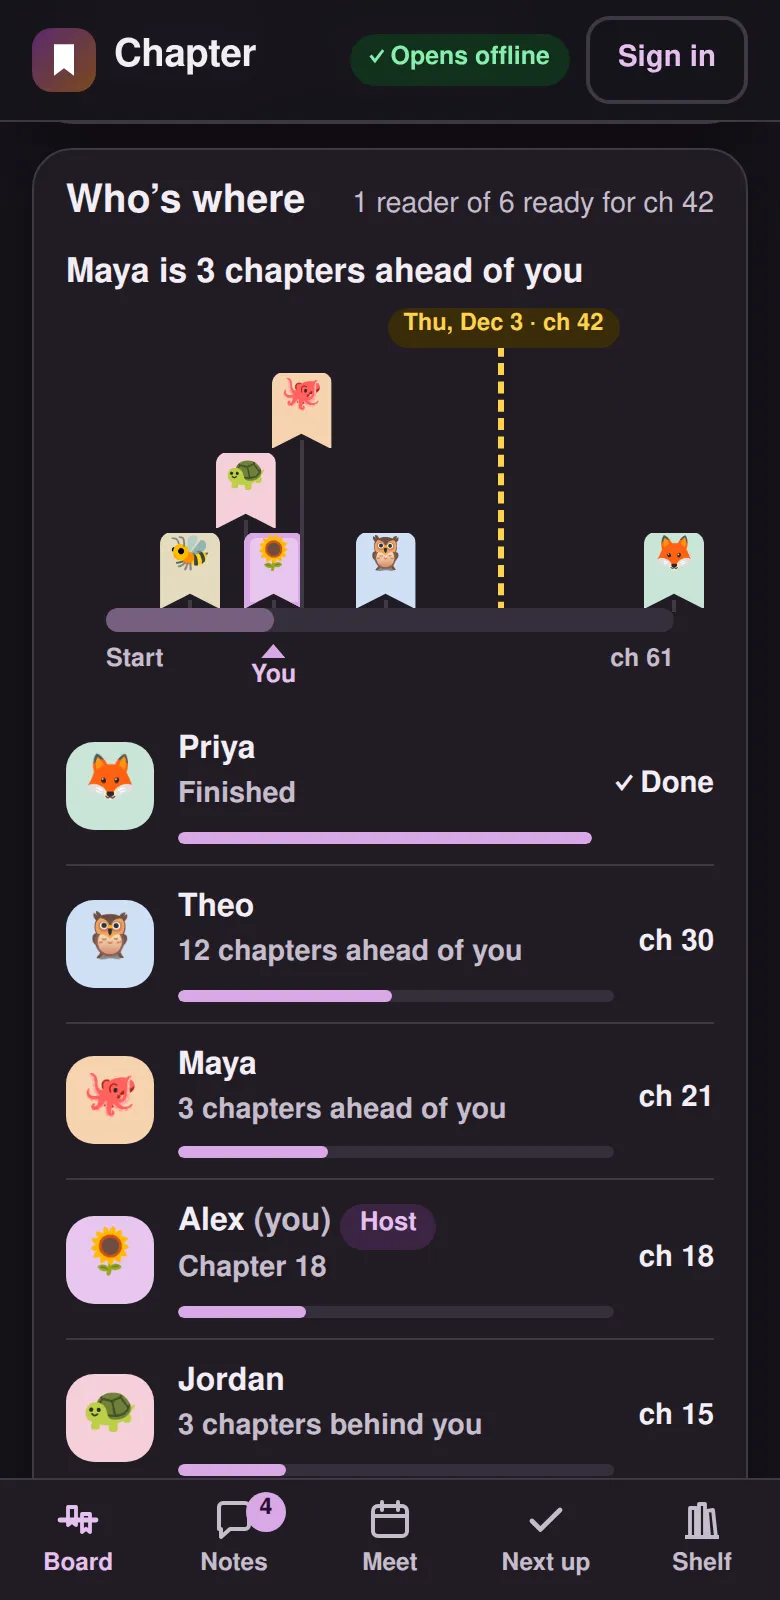 Chapter
✓ Opens offline
Sign in
Who’s where
1 reader of 6 ready for ch 42
Maya is 3 chapters ahead of you
Thu, Dec 3 · ch 42
Start
You
ch 61
Priya
Finished
✓ Done
Theo
12 chapters ahead of you
ch 30
Maya
3 chapters ahead of you
ch 21
Alex (you) Host
Chapter 18
ch 18
Jordan
3 chapters behind you
ch 15
Board
4
Notes
Meet
Next up
Shelf